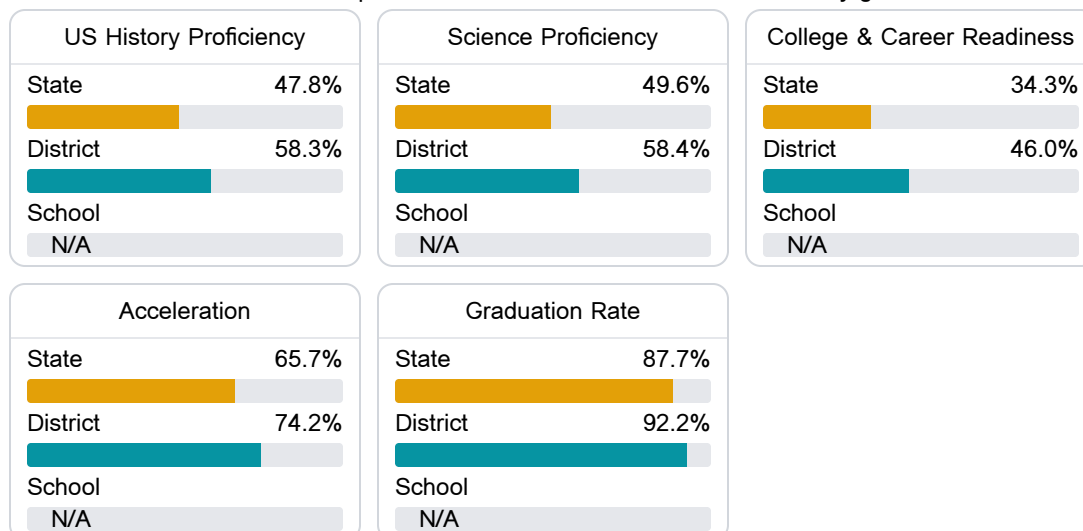 US History Proficiency
State 47.8%
District 58.3%
School
N/A
Science Proficiency
State 49.6%
District 58.4%
School
N/A
College & Career Readiness
State 34.3%
District 46.0%
School
N/A
Acceleration
State 65.7%
District 74.2%
School
N/A
Graduation Rate
State 87.7%
District 92.2%
School
N/A